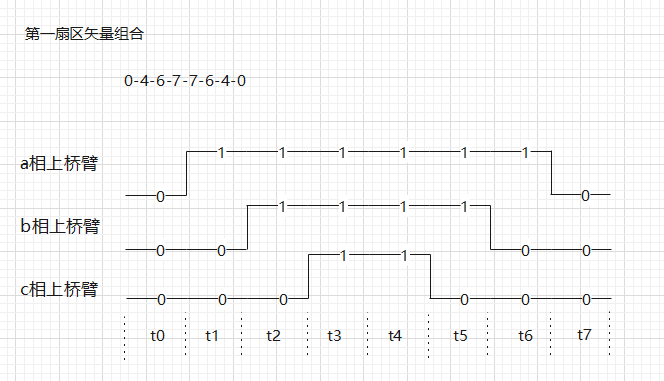 第一扇区矢量组合
0-4-6-7-7-6-4-0
a相上桥臂
0 1 1 1 1 1 1 0
b相上桥臂
0 0 1 1 1 1 0 0
c相上桥臂
0 0 0 1 1 0 0 0
t0 t1 t2 t3 t4 t5 t6 t7